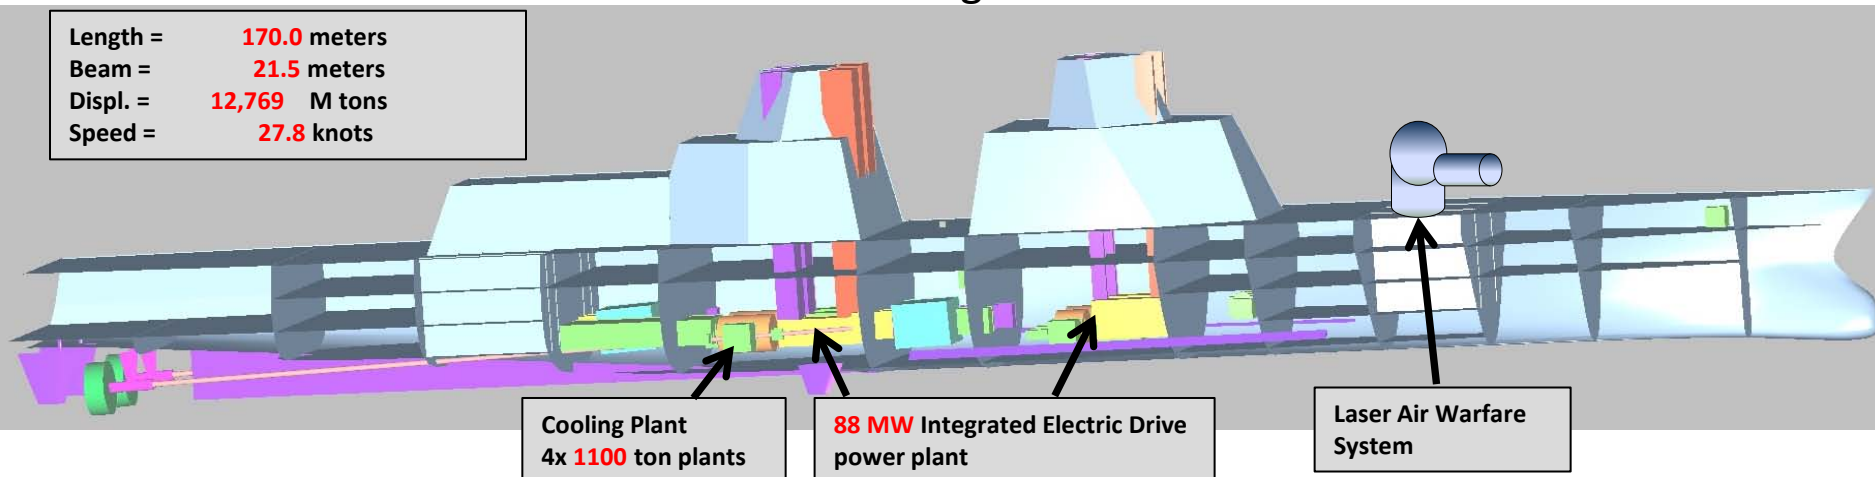 Length = 170.0 meters
Beam = 21.5 meters
Displ. = 12,769 M tons
Speed = 27.8 knots
Cooling Plant
4x 1100 ton plants
88 MW Integrated Electric Drive
power plant
Laser Air Warfare
System